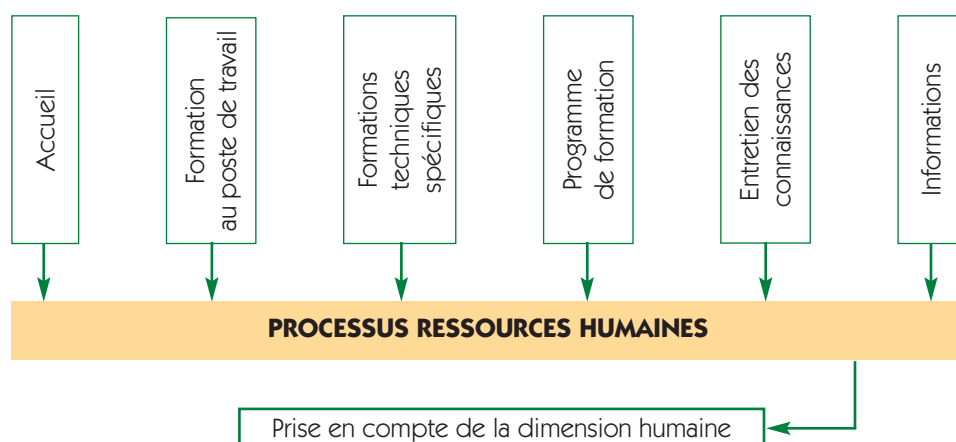 Accueil
Formation
au poste de travail
Formations
techniques
spécifiques
Programme
de formation
Entretien des
connaissances
Informations
PROCESSUS RESSOURCES HUMAINES
Prise en compte de la dimension humaine